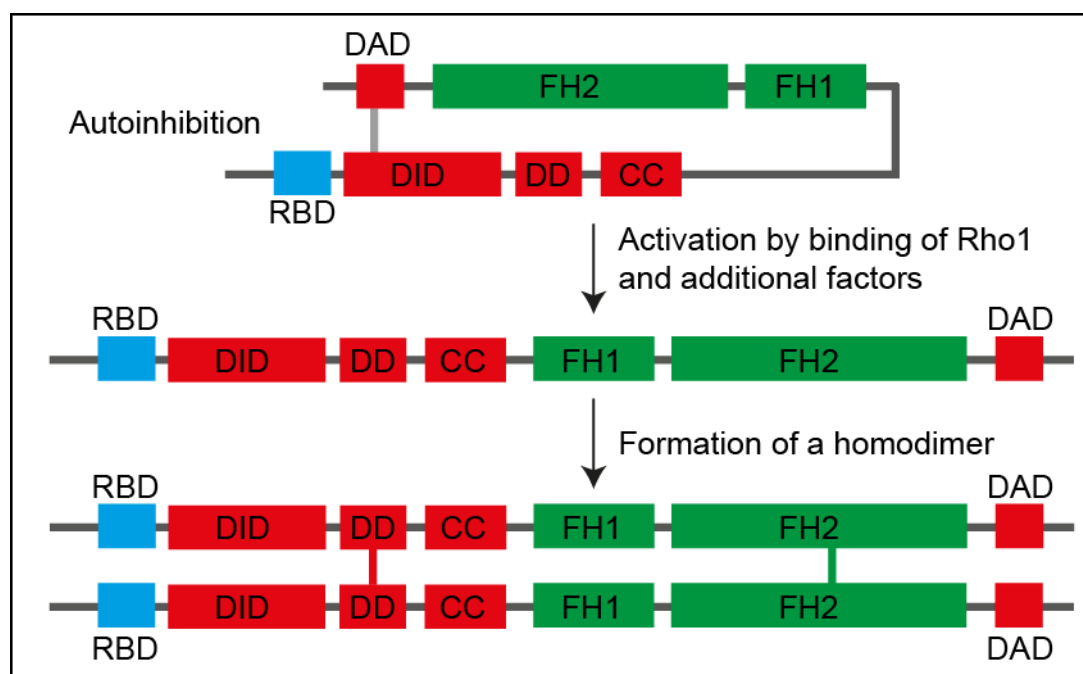 DAD
FH2 FH1
Autoinhibition
DID DD CC
RBD
Activation by binding of Rho1
and additional factors
RBD DAD
DID DD CC FH1 FH2
Formation of a homodimer
RBD DAD
DID DD CC FH1 FH2
DID DD CC FH1 FH2
RBD DAD